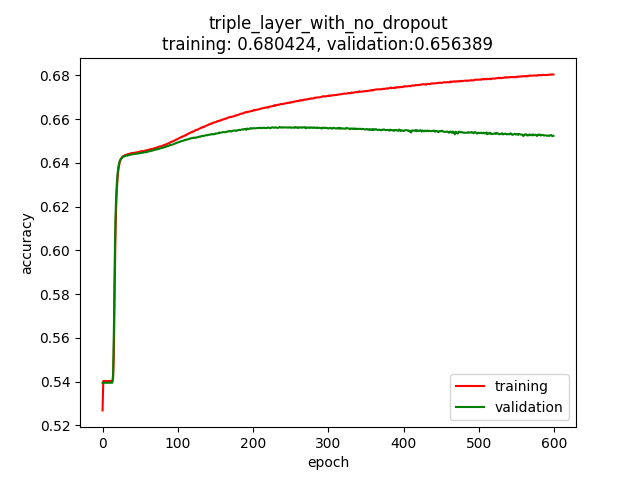 triple_layer_with_no_dropout
training: 0.680424, validation:0.656389
accuracy
0.68
0.66
0.64
0.62
0.60
0.58
0.56
0.54
0.52
0
100
200
300
400
500
600
epoch
training
validation